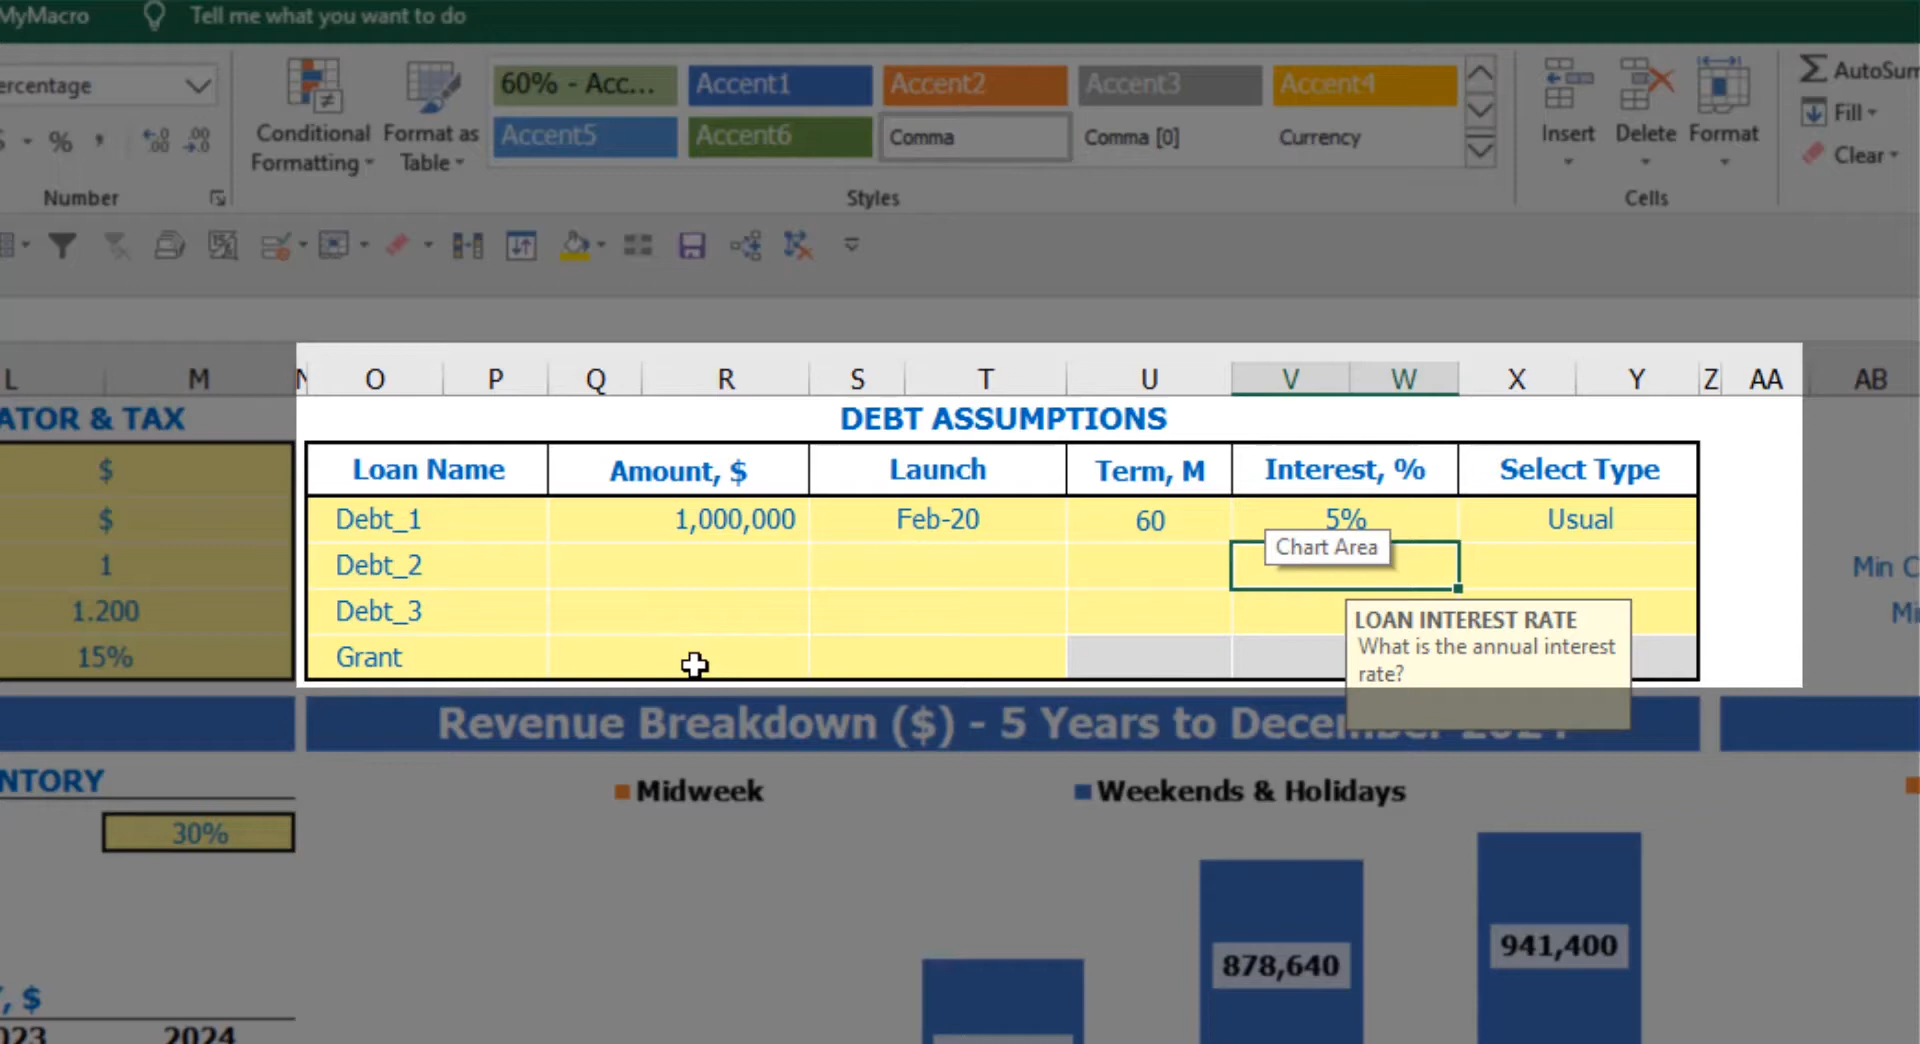 MyMacro Tell me what you want to do
ercentage
60% - Acc... Accent1 Accent2 Accent3 Accent4
Accent5 Accent6 Comma Comma [0] Currency
Conditional Formatting
Format as Table
Insert Delete Format
AutoSum
Fill
Clear
Number Styles Cells
L M N O P Q R S T U V W X Y Z AA AB
ATOR & TAX DEBT ASSUMPTIONS
Loan Name Amount, $ Launch Term, M Interest, % Select Type
$ Debt_1 1,000,000 Feb-20 60 5% Usual
$
Chart Area
1 Debt_2 Min C
1.200 Debt_3
LOAN INTEREST RATE
What is the annual interest
rate?
15% Grant
Revenue Breakdown ($) - 5 Years to December 2024
NTORY
30%
Midweek Weekends & Holidays
878,640
941,400
, $
023 2024